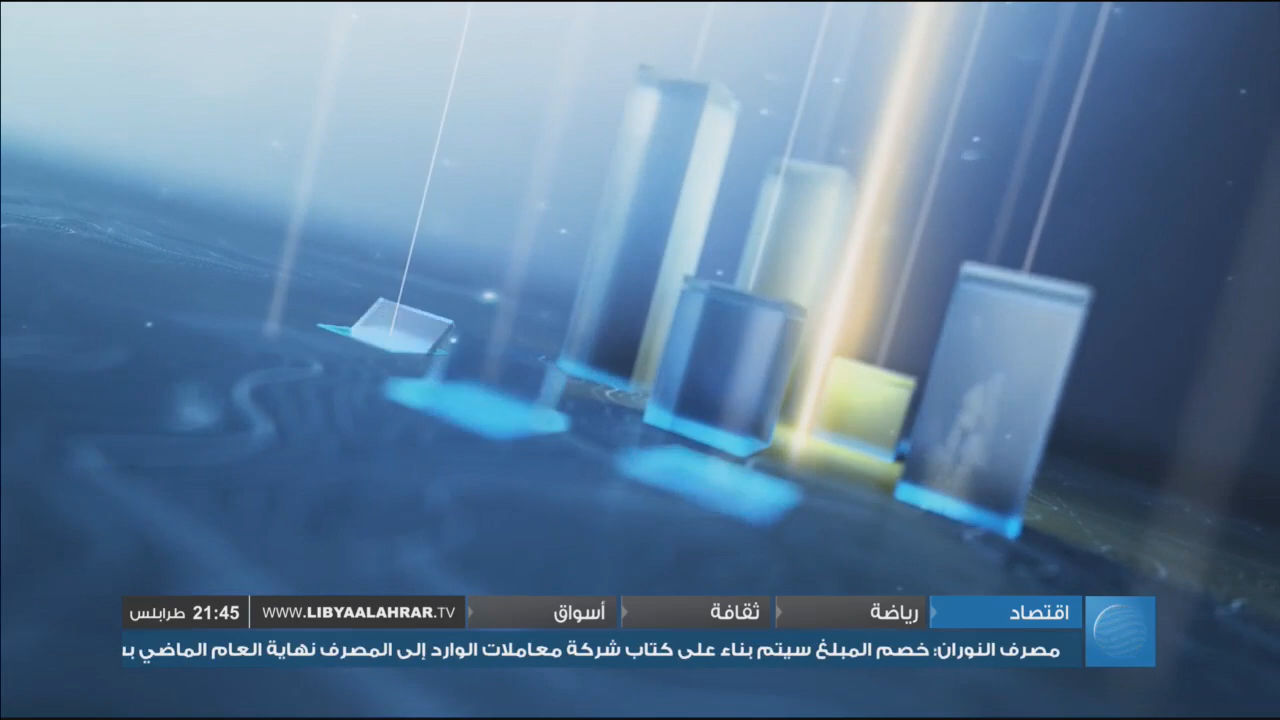 اقتصاد رياضة ثقافة أسواق WWW.LIBYAALAHRAR.TV 21:45 طرابلس
مصرف النوران: خصم المبلغ سيتم بناء على كتاب شركة معاملات الوارد إلى المصرف نهاية العام الماضي